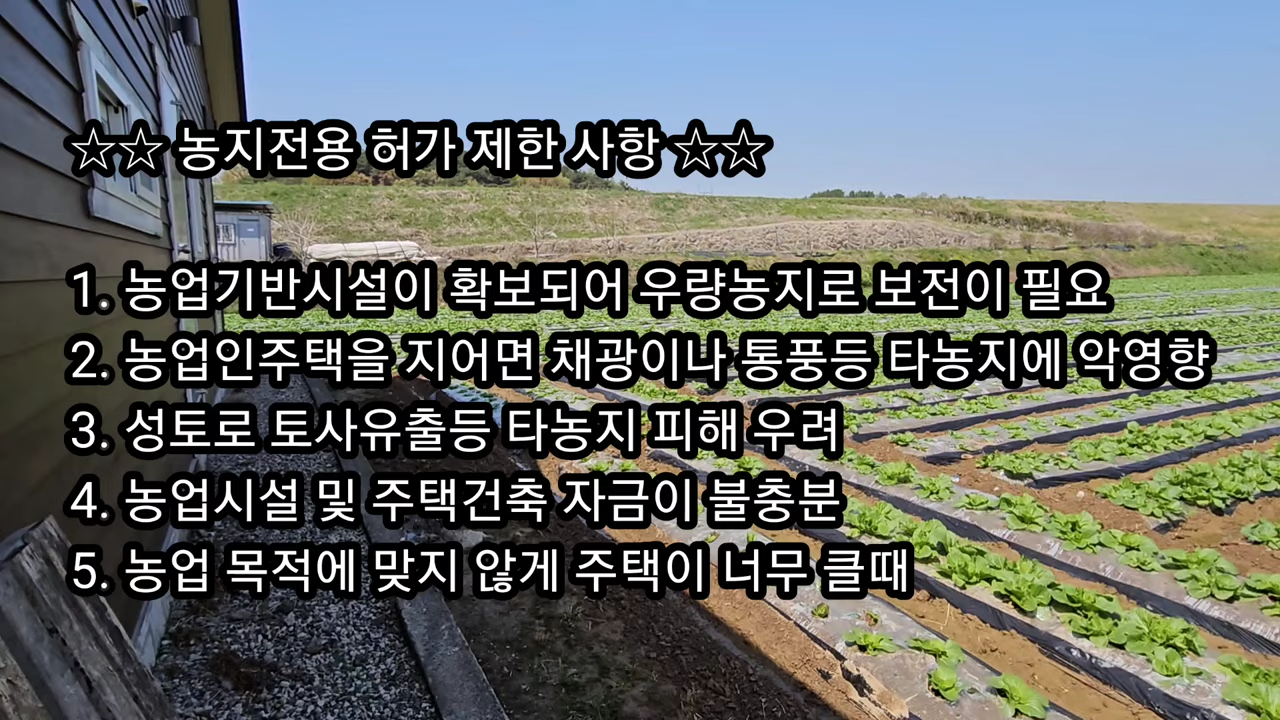 ☆☆ 농지전용 허가 제한 사항 ☆☆
1. 농업기반시설이 확보되어 우량농지로 보전이 필요
2. 농업인주택을 지어면 채광이나 통풍등 타농지에 악영향
3. 성토로 토사유출등 타농지 피해 우려
4. 농업시설 및 주택건축 자금이 불충분
5. 농업 목적에 맞지 않게 주택이 너무 클때